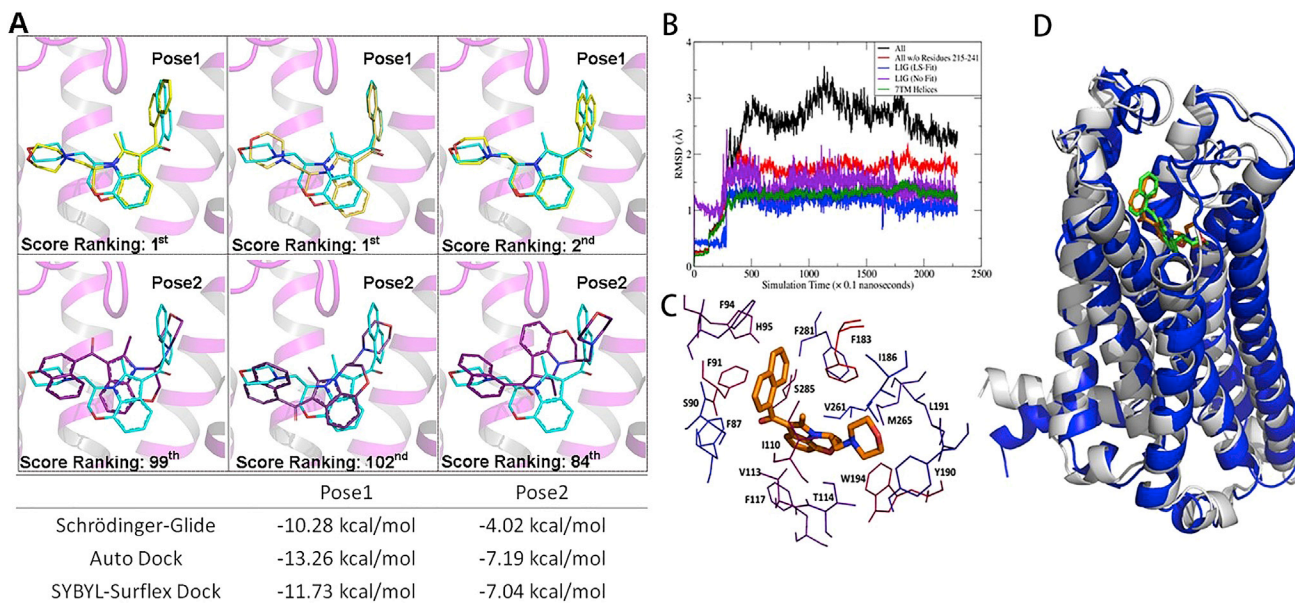 A
Pose1
Pose1
Pose1
Score Ranking: 1st
Score Ranking: 1st
Score Ranking: 2nd
Pose2
Pose2
Pose2
Score Ranking: 99th
Score Ranking: 102nd
Score Ranking: 84th
Pose1 Pose2
Schrödinger-Glide -10.28 kcal/mol -4.02 kcal/mol
Auto Dock -13.26 kcal/mol -7.19 kcal/mol
SYBYL-Surflex Dock -11.73 kcal/mol -7.04 kcal/mol
B
All
All w/o Residues 215-241
LIG (LS-Fit)
LIG (No Fit)
7TM Helices
RMSD (Å)
4
3
2
1
0
0 500 1000 1500 2000 2500
Simulation Time (× 0.1 nanoseconds)
C
F94
H95
F281
F183
F91
I186
S285
S90
V261
L191
F87
M265
I110
V113
W194
Y190
F117
T114
D